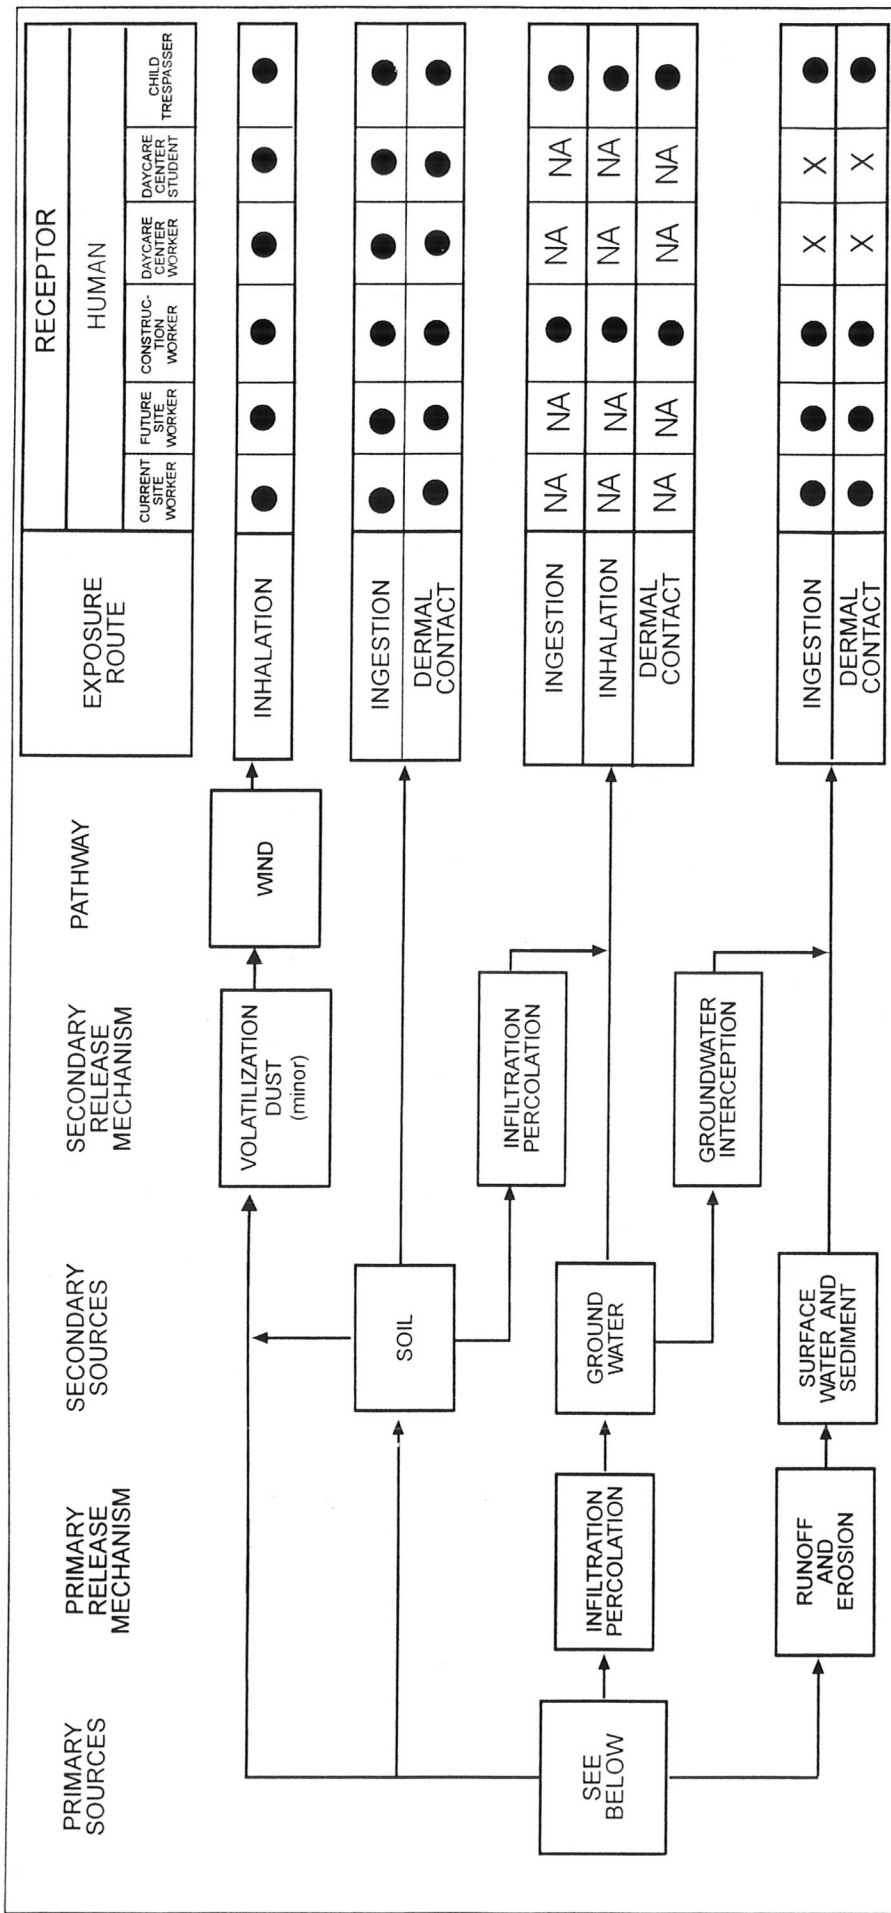 PRIMARY
SOURCES
PRIMARY
RELEASE
MECHANISM
SECONDARY
SOURCES
SECONDARY
RELEASE
MECHANISM
PATHWAY
EXPOSURE
ROUTE
RECEPTOR
HUMAN
CURRENT
SITE
WORKER
FUTURE
SITE
WORKER
CONSTRUC-
TION
WORKER
DAYCARE
CENTER
WORKER
DAYCARE
CENTER
STUDENT
CHILD
TRESPASSER
VOLATILIZATION
DUST
(minor)
WIND
INHALATION
SOIL
INGESTION
DERMAL
CONTACT
INFILTRATION
PERCOLATION
SEE
BELOW
INFILTRATION
PERCOLATION
GROUND
WATER
INGESTION
NA NA NA NA
INHALATION
NA NA NA NA
DERMAL
CONTACT
NA NA NA NA
GROUNDWATER
INTERCEPTION
RUNOFF
AND
EROSION
SURFACE
WATER AND
SEDIMENT
INGESTION
X X
DERMAL
CONTACT
X X